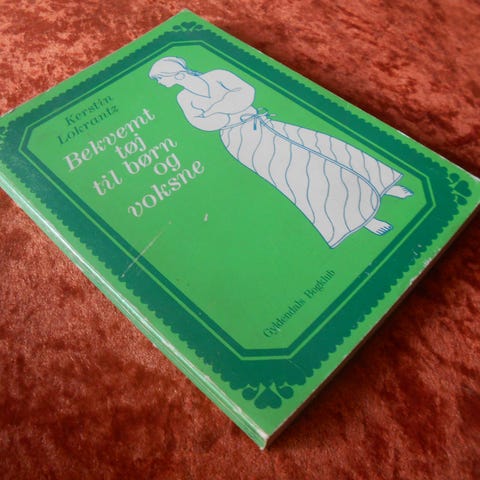 Kerstin
Lokrantz
Bekvemt
tøj
til børn
og
voksne
Gyldendals Bogklub